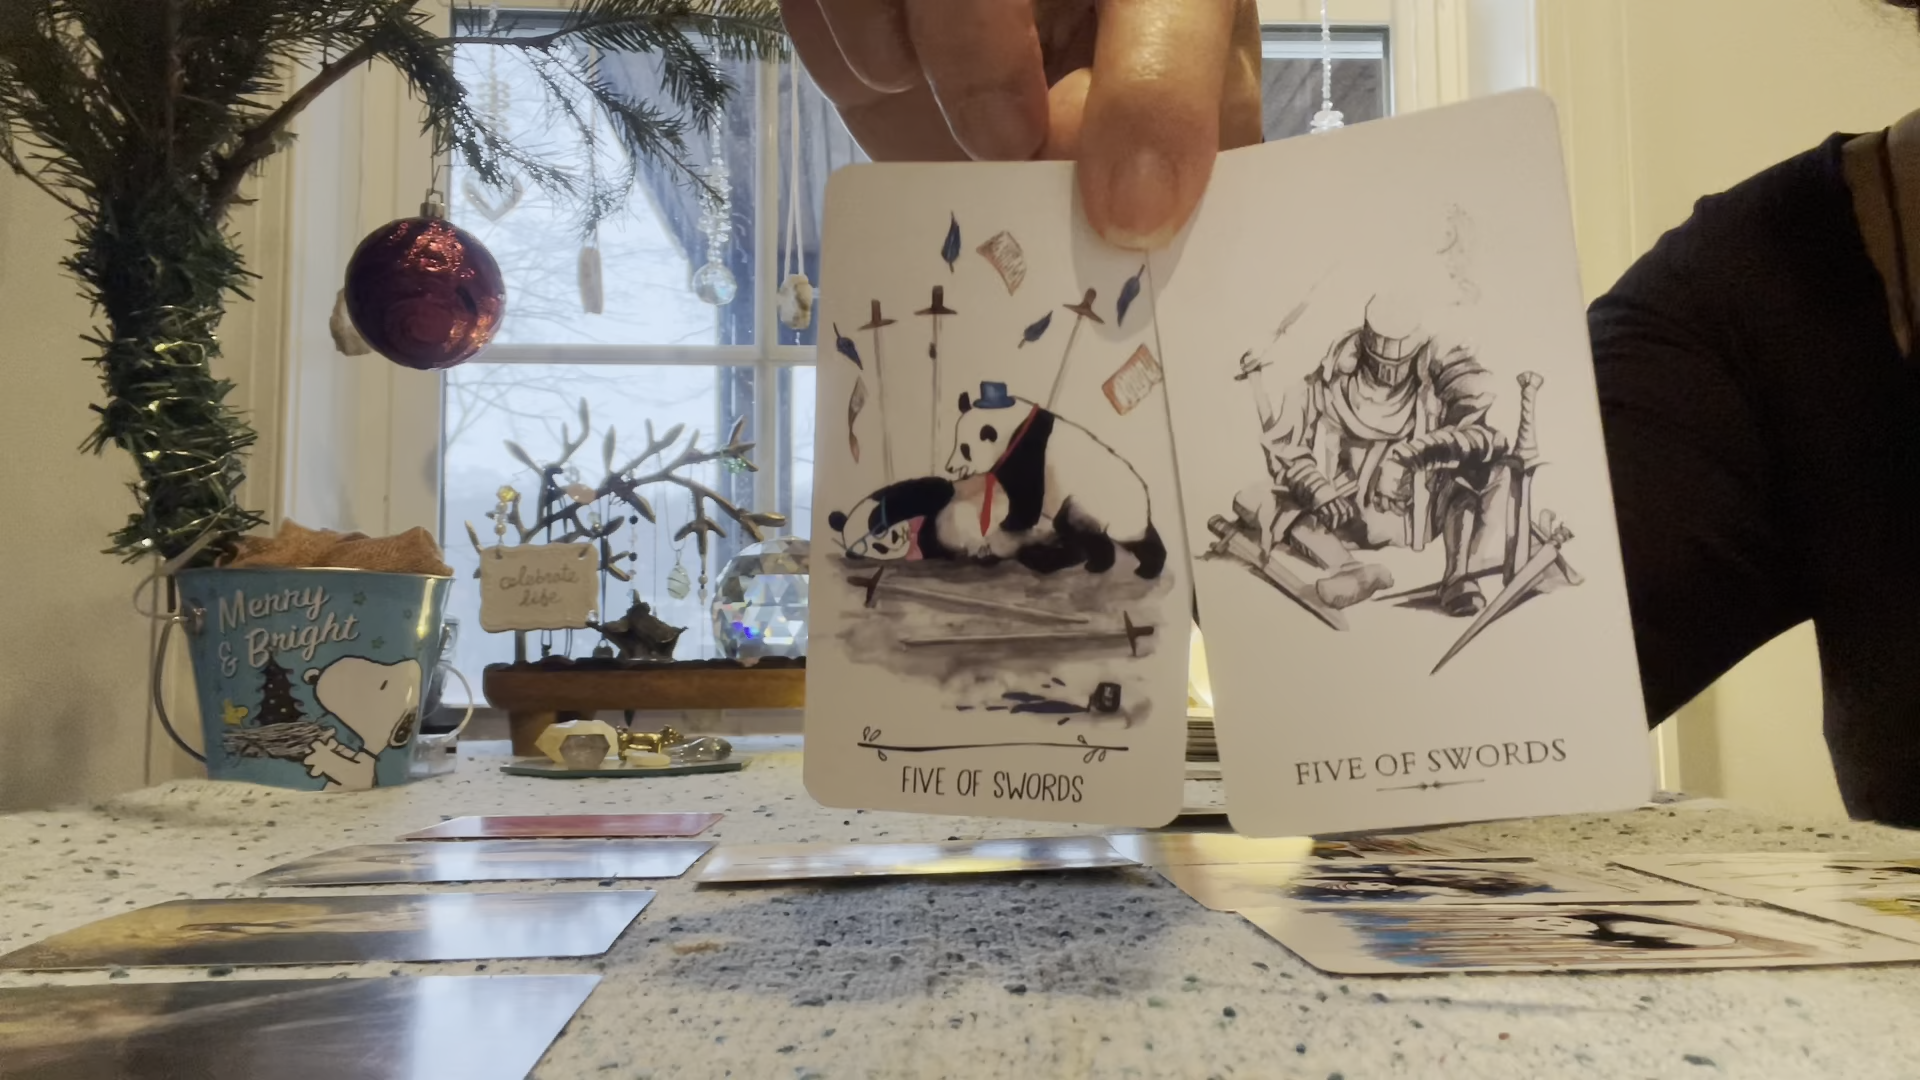 Merry
& Bright
celebrate
life
FIVE OF SWORDS
FIVE OF SWORDS